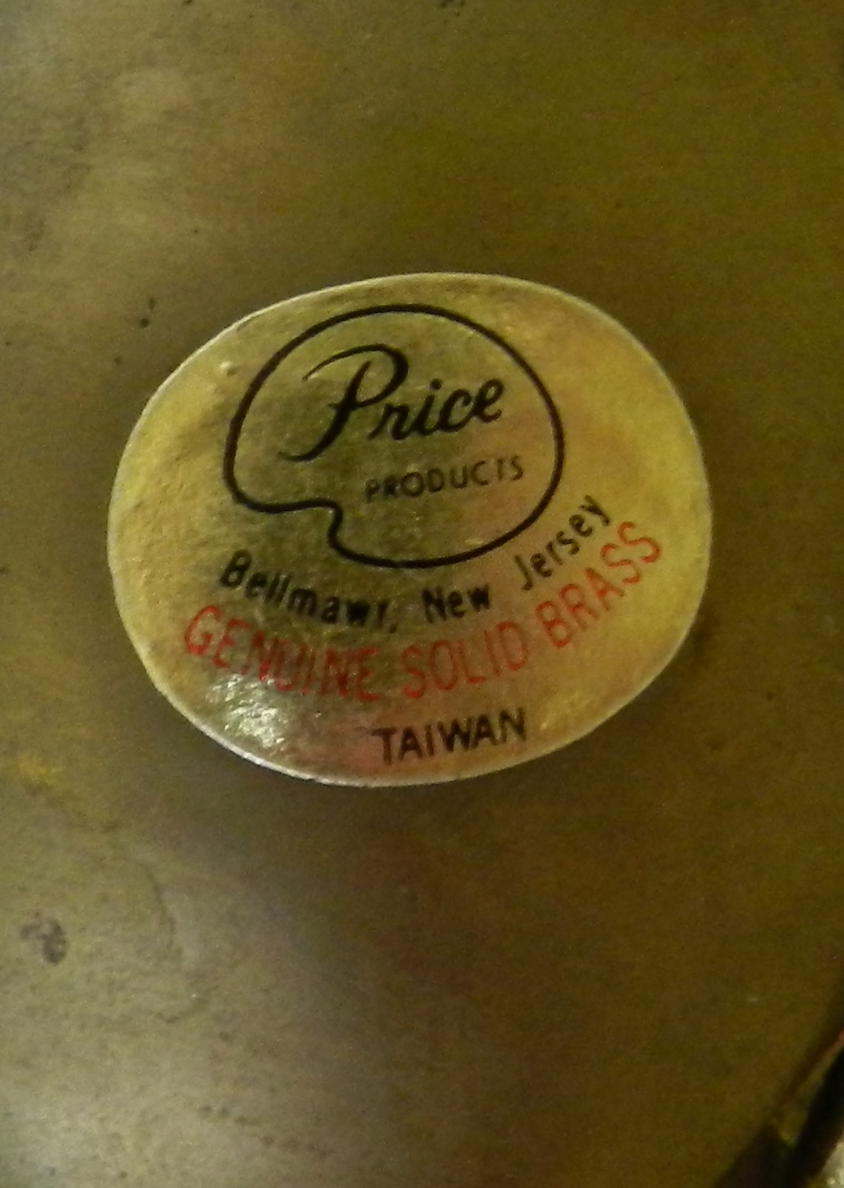 Price
PRODUCTS
Bellmawr, New Jersey
GENUINE SOLID BRASS
TAIWAN